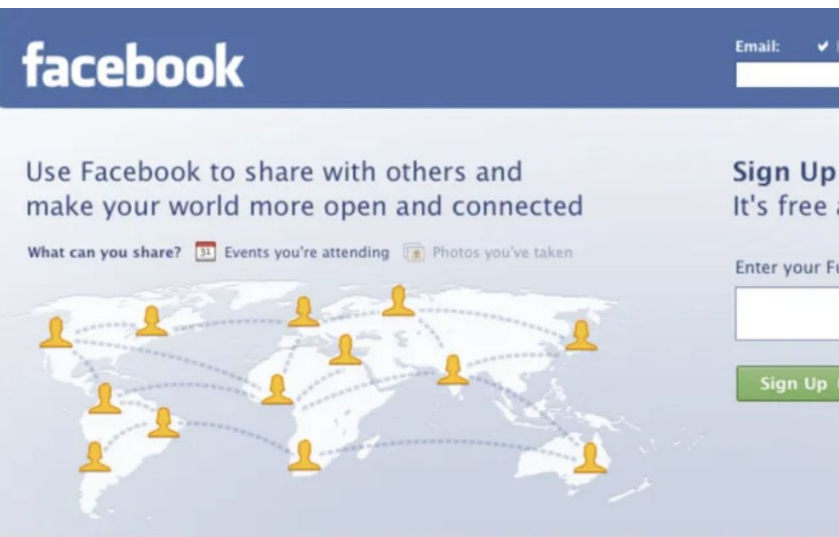 facebook
Email:
Use Facebook to share with others and
make your world more open and connected
What can you share? 31 Events you're attending Photos you've taken
Sign Up
It's free
Enter your
Sign Up